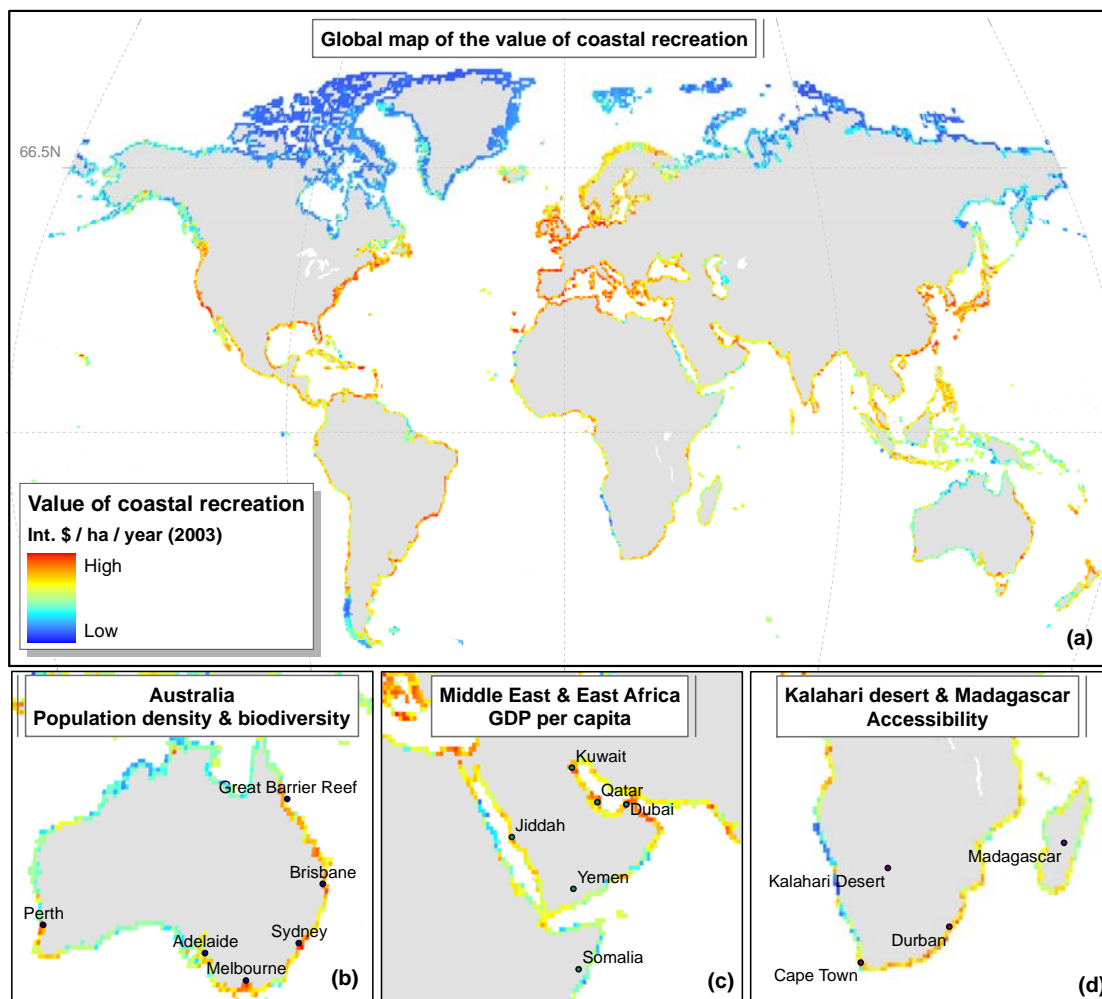 Global map of the value of coastal recreation
66.5N
Value of coastal recreation
Int. $ / ha / year (2003)
High
Low
(a)
Australia
Population density & biodiversity
Great Barrier Reef
Brisbane
Perth
Sydney
Adelaide
Melbourne
(b)
Middle East & East Africa
GDP per capita
Kuwait
Qatar
Dubai
Jiddah
Yemen
Somalia
(c)
Kalahari desert & Madagascar
Accessibility
Madagascar
Kalahari Desert
Durban
Cape Town
(d)